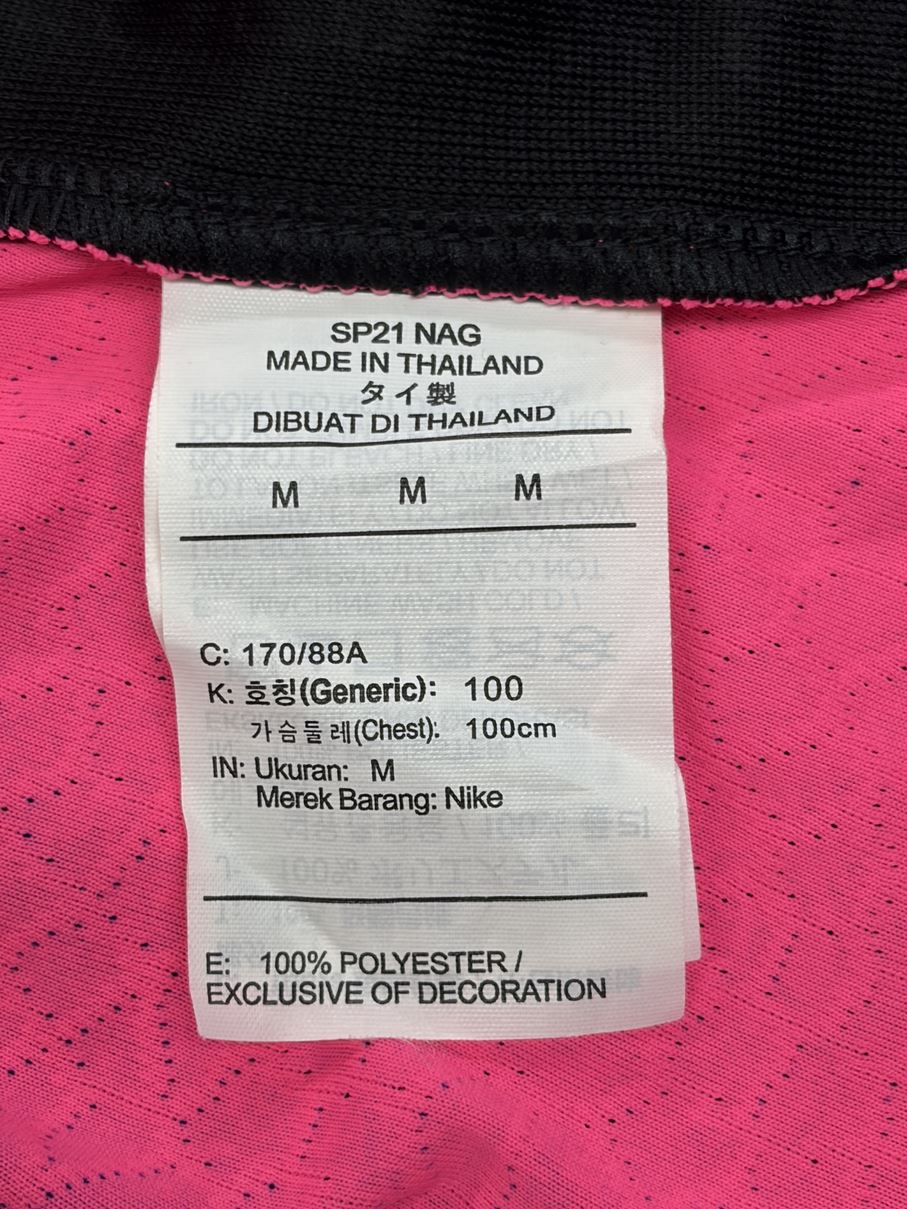 SP21 NAG
MADE IN THAILAND
タイ製
DIBUAT DI THAILAND
M M M
C: 170/88A
K: 호칭(Generic): 100
가슴둘레(Chest): 100cm
IN: Ukuran: M
Merek Barang: Nike
E: 100% POLYESTER /
EXCLUSIVE OF DECORATION